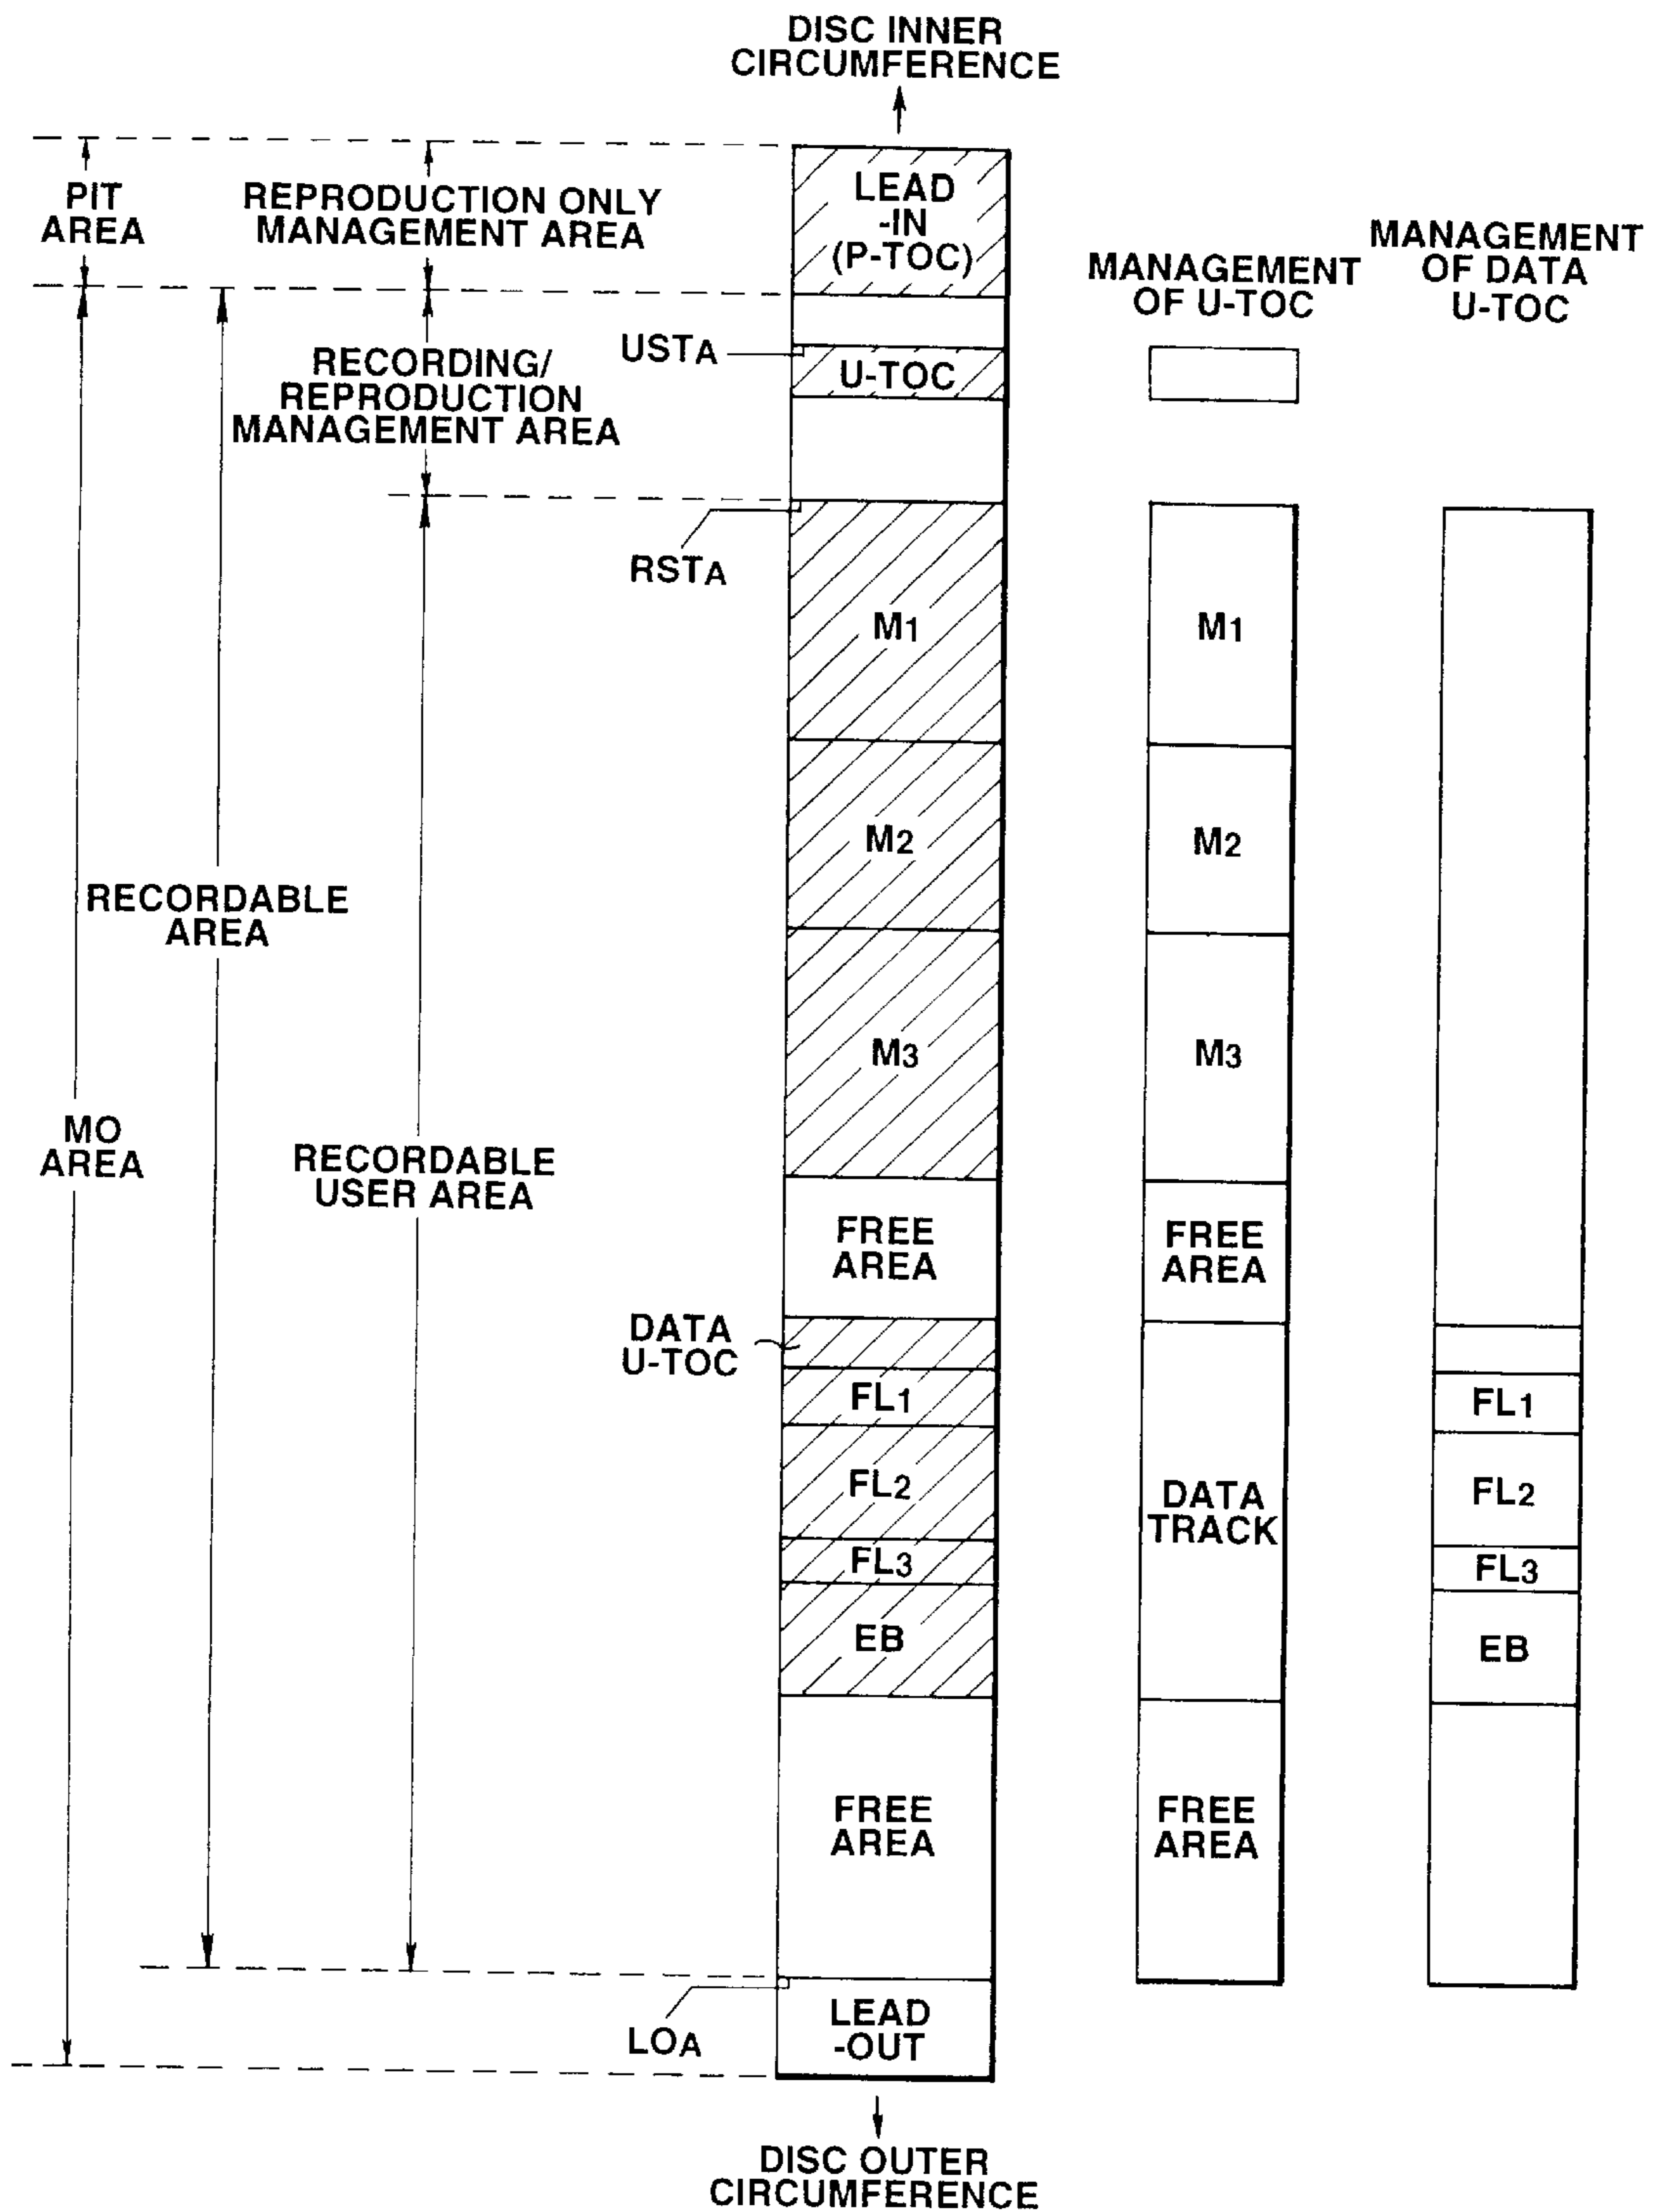 DISC INNER
CIRCUMFERENCE
PIT
AREA
REPRODUCTION ONLY
MANAGEMENT AREA
LEAD
-IN
(P-TOC)
MANAGEMENT
OF U-TOC
MANAGEMENT
OF DATA
U-TOC
USTA
U-TOC
RECORDING/
REPRODUCTION
MANAGEMENT AREA
RSTA
M1
M1
M2
M2
RECORDABLE
AREA
M3
M3
MO
AREA
RECORDABLE
USER AREA
FREE
AREA
FREE
AREA
DATA
U-TOC
FL1
FL1
FL2
FL2
DATA
TRACK
FL3
FL3
EB
EB
FREE
AREA
FREE
AREA
LOA
LEAD
-OUT
DISC OUTER
CIRCUMFERENCE